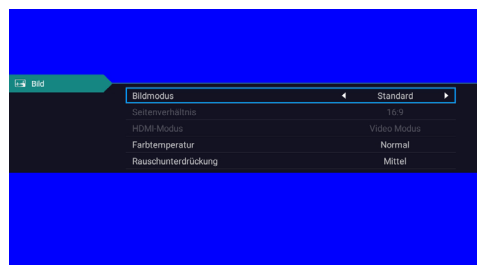 Bild
Bildmodus Standard
Seitenverhältnis 16:9
HDMI-Modus Video Modus
Farbtemperatur Normal
Rauschunterdrückung Mittel